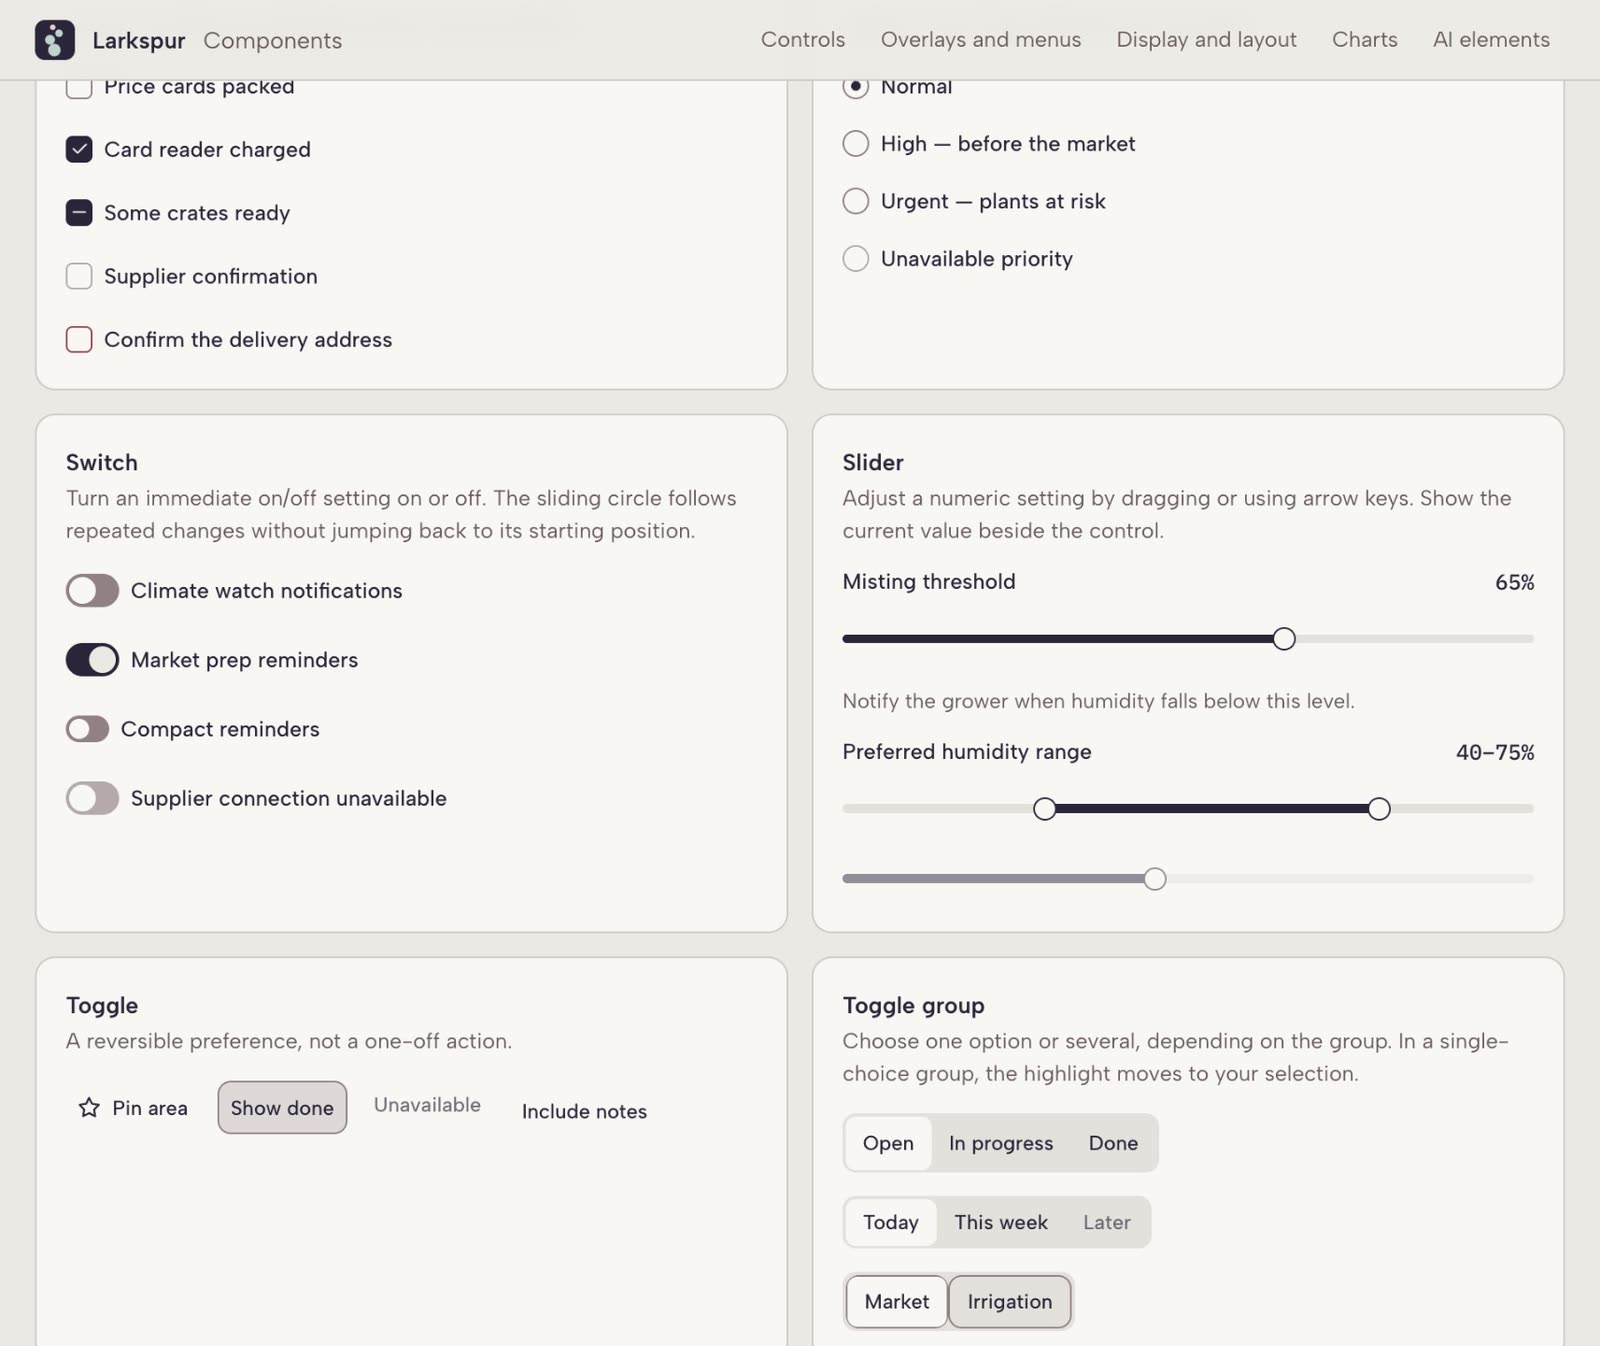 Larkspur Components
Controls Overlays and menus Display and layout Charts AI elements
Price cards packed
Card reader charged
Some crates ready
Supplier confirmation
Confirm the delivery address
Normal
High — before the market
Urgent — plants at risk
Unavailable priority
Switch
Turn an immediate on/off setting on or off. The sliding circle follows
repeated changes without jumping back to its starting position.
Climate watch notifications
Market prep reminders
Compact reminders
Supplier connection unavailable
Slider
Adjust a numeric setting by dragging or using arrow keys. Show the
current value beside the control.
Misting threshold 65%
Notify the grower when humidity falls below this level.
Preferred humidity range 40–75%
Toggle
A reversible preference, not a one-off action.
Pin area Show done Unavailable Include notes
Toggle group
Choose one option or several, depending on the group. In a single-
choice group, the highlight moves to your selection.
Open In progress Done
Today This week Later
Market Irrigation